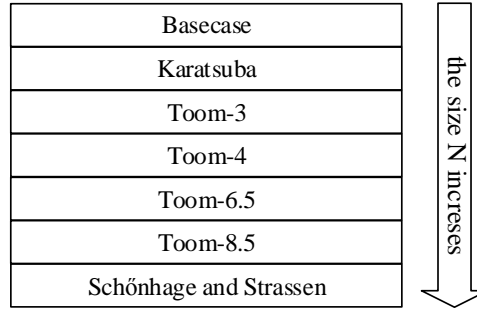 Basecase
Karatsuba
Toom-3
Toom-4
Toom-6.5
Toom-8.5
Schőnhage and Strassen
the size N increses